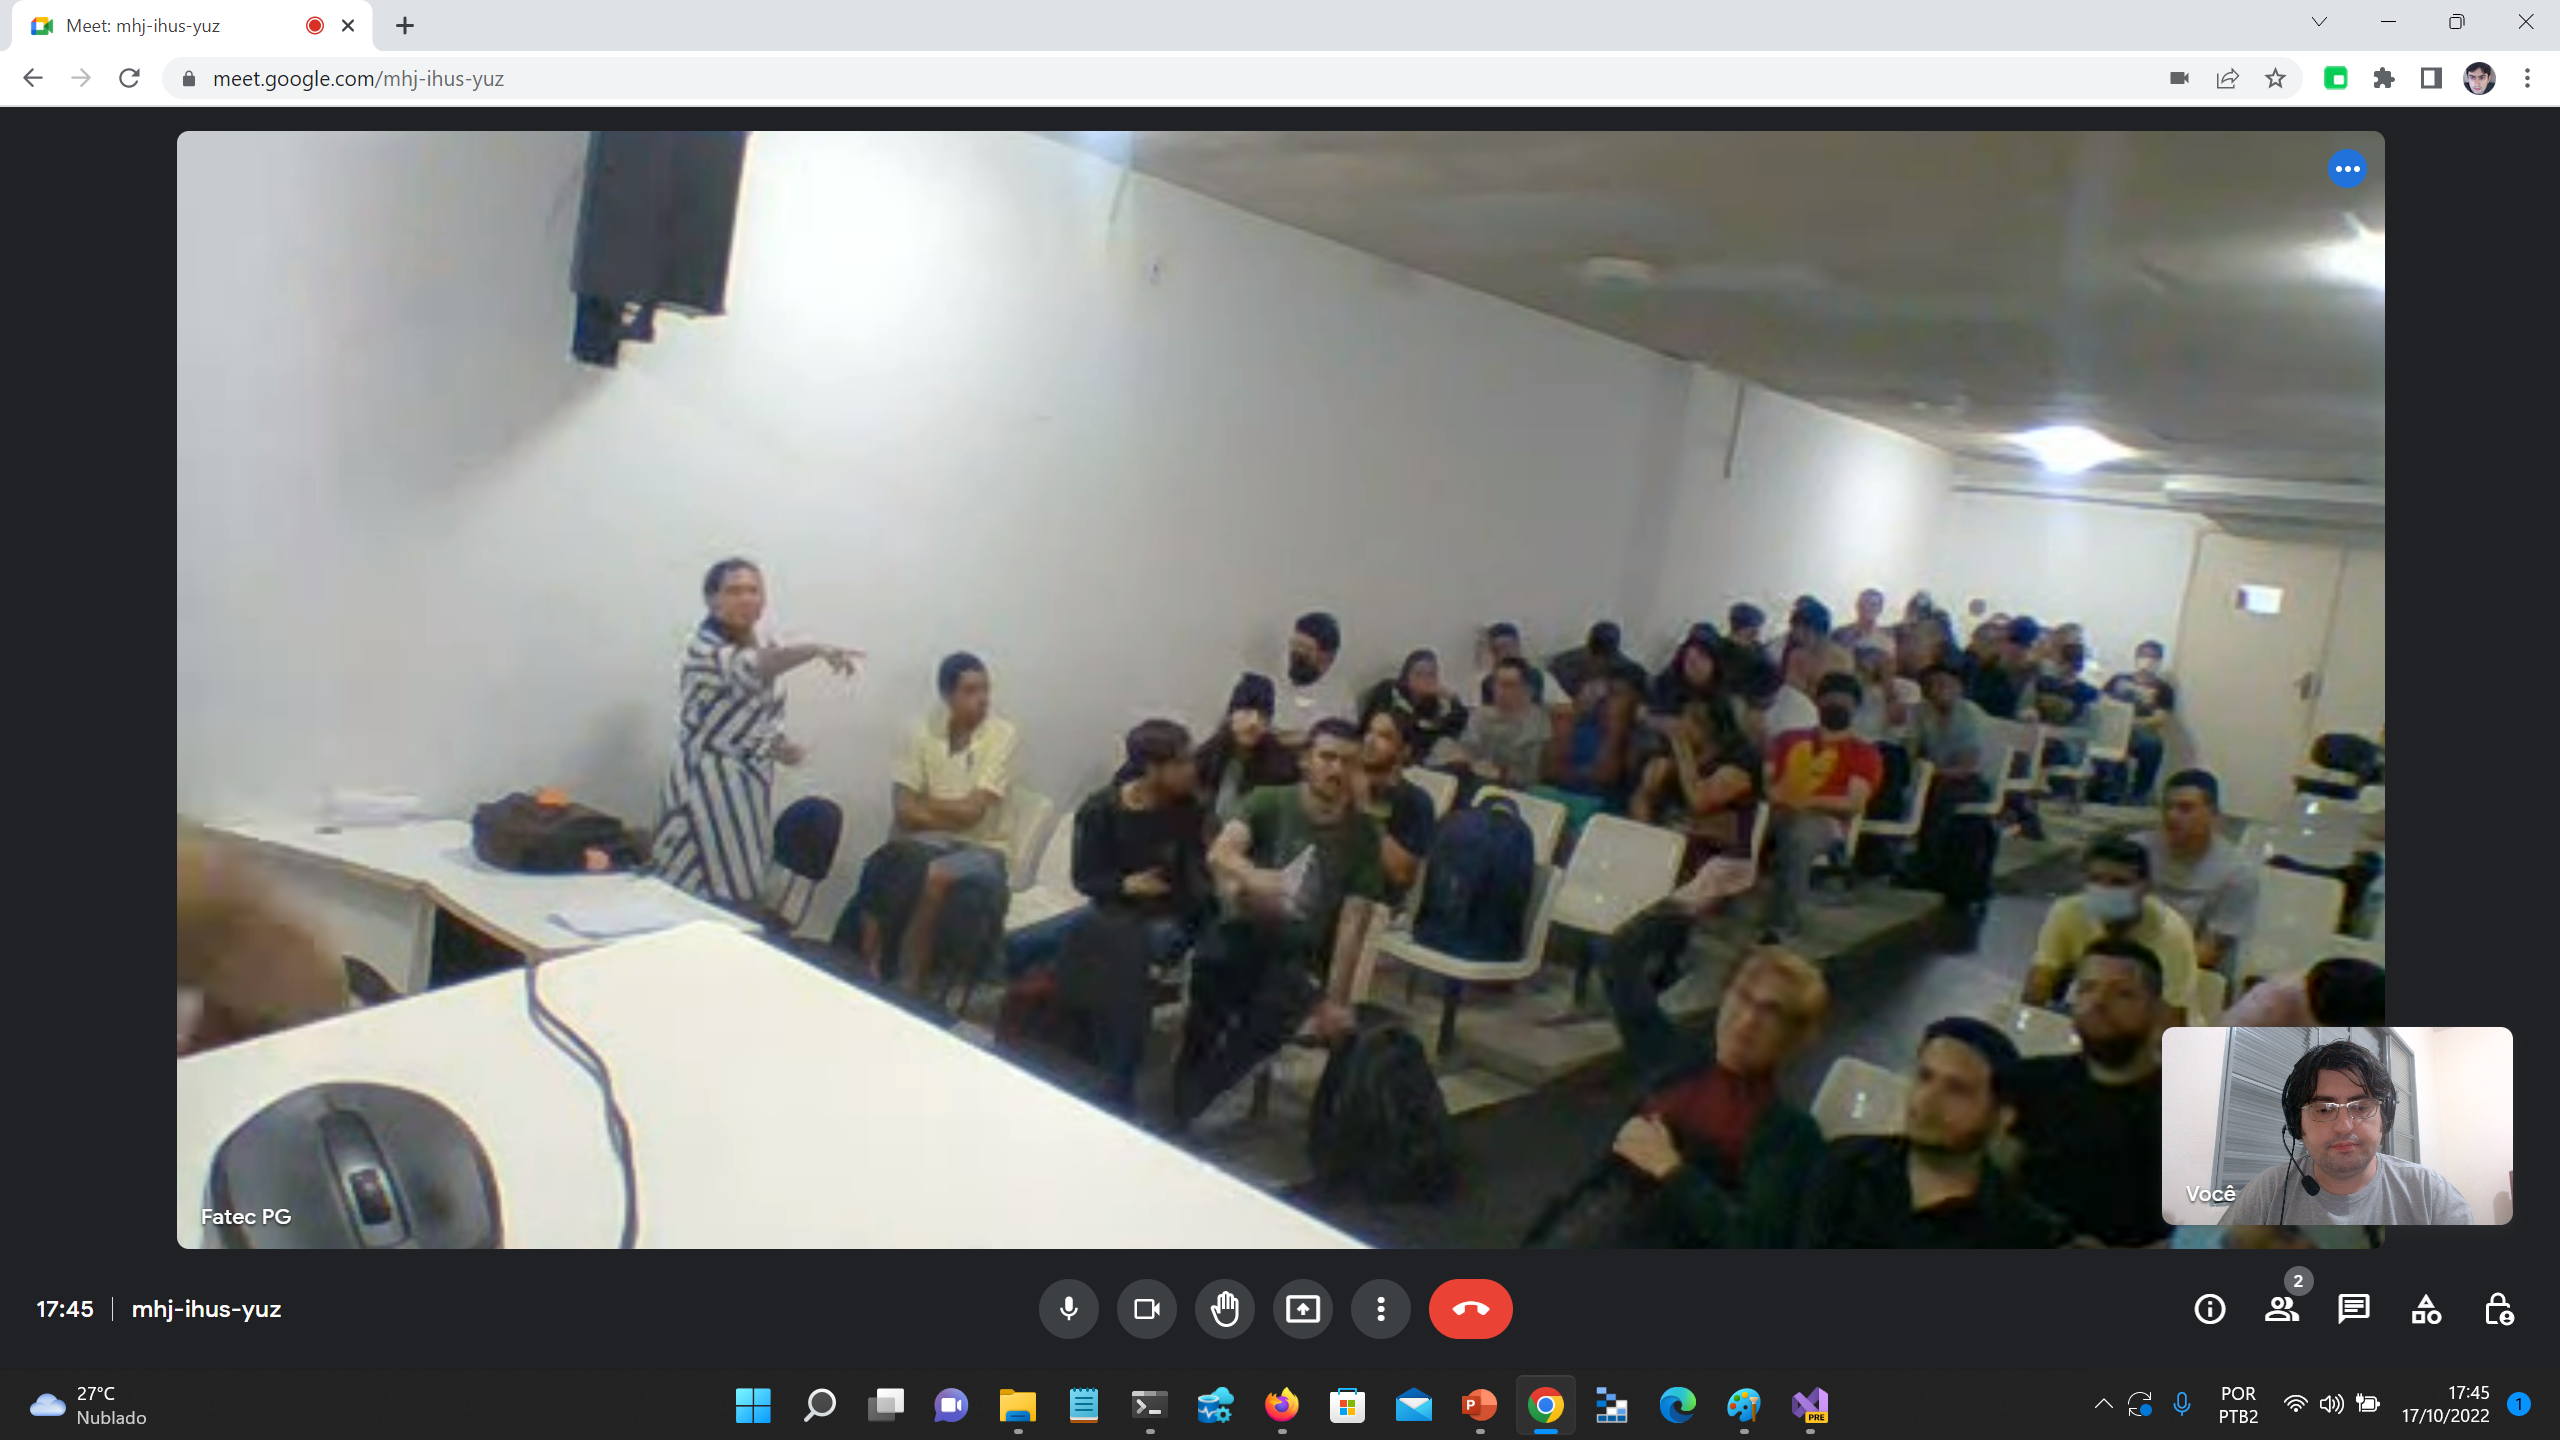 Meet: mhj-ihus-yuz
meet.google.com/mhj-ihus-yuz
Fatec PG
Você
17:45
mhj-ihus-yuz
2
27°C
Nublado
P
PRE
POR
PTB2
17:45
17/10/2022
1